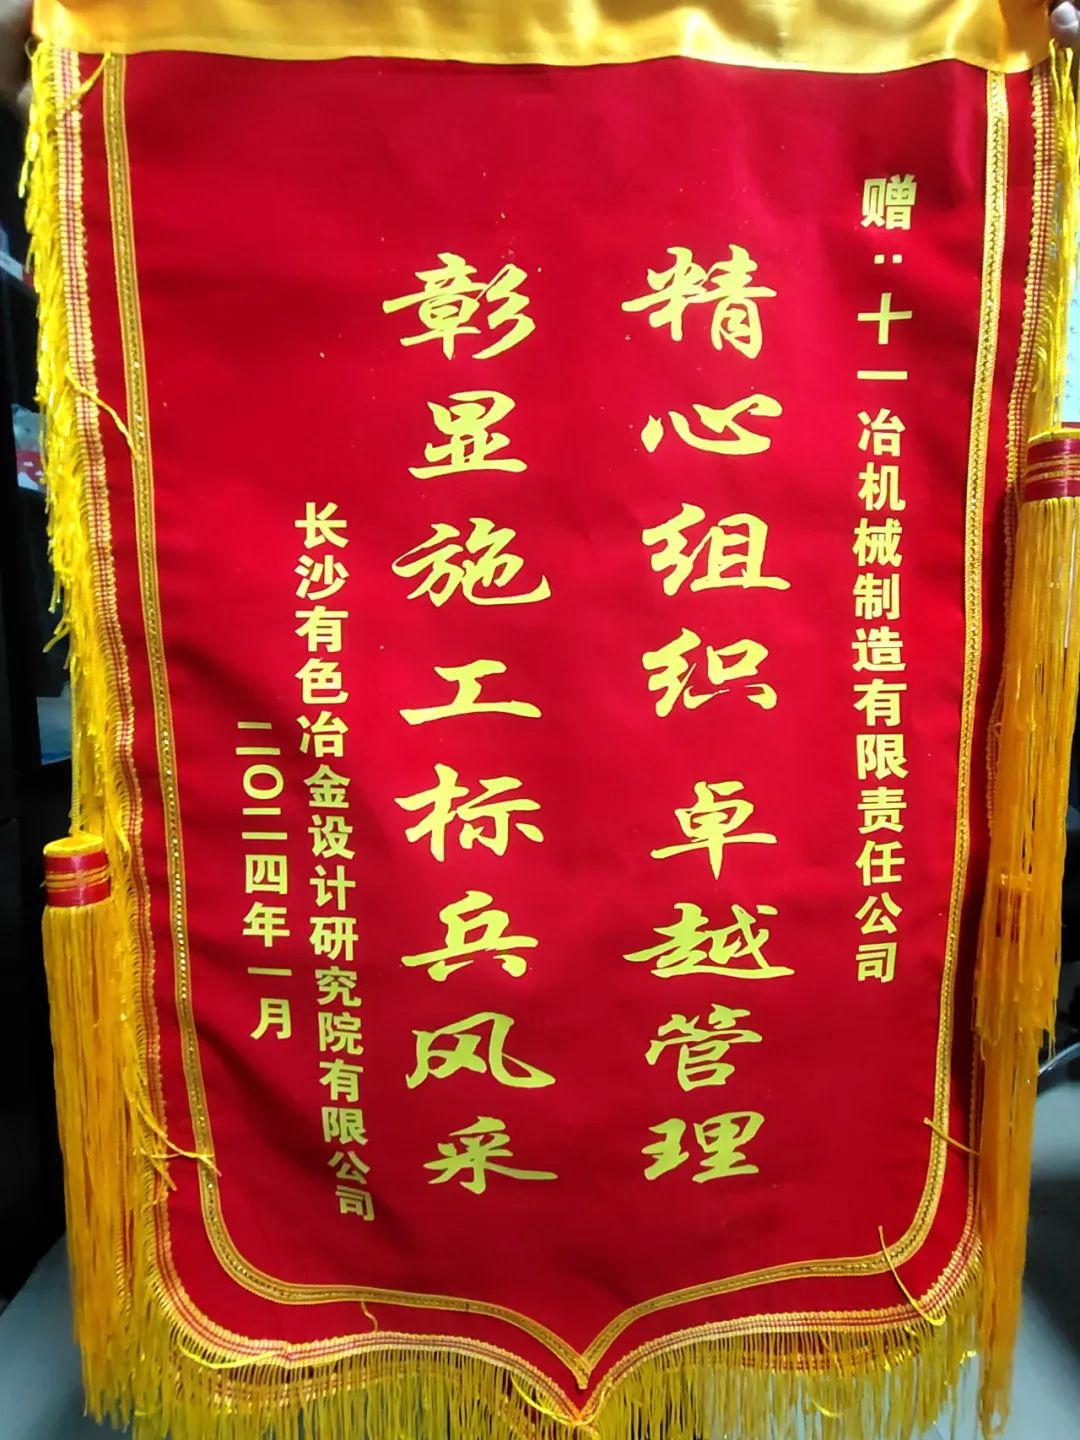 赠：十一冶机械制造有限责任公司
精心组织卓越管理
彰显施工标兵风采
长沙有色冶金设计研究院有限公司
二〇二四年一月